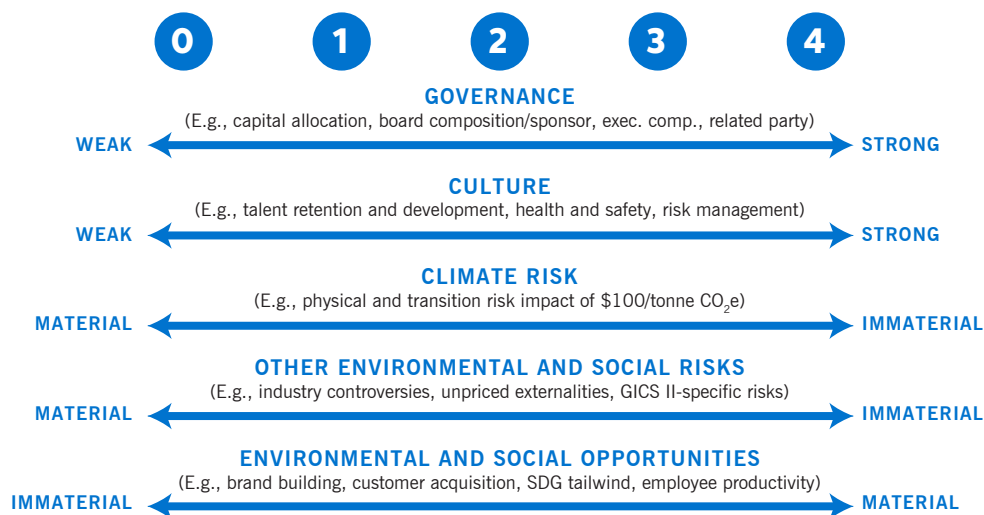 0 1 2 3 4
GOVERNANCE
(E.g., capital allocation, board composition/sponsor, exec. comp., related party)
WEAK STRONG
CULTURE
(E.g., talent retention and development, health and safety, risk management)
WEAK STRONG
CLIMATE RISK
(E.g., physical and transition risk impact of $100/tonne CO₂e)
MATERIAL IMMATERIAL
OTHER ENVIRONMENTAL AND SOCIAL RISKS
(E.g., industry controversies, unpriced externalities, GICS II-specific risks)
MATERIAL IMMATERIAL
ENVIRONMENTAL AND SOCIAL OPPORTUNITIES
(E.g., brand building, customer acquisition, SDG tailwind, employee productivity)
IMMATERIAL MATERIAL